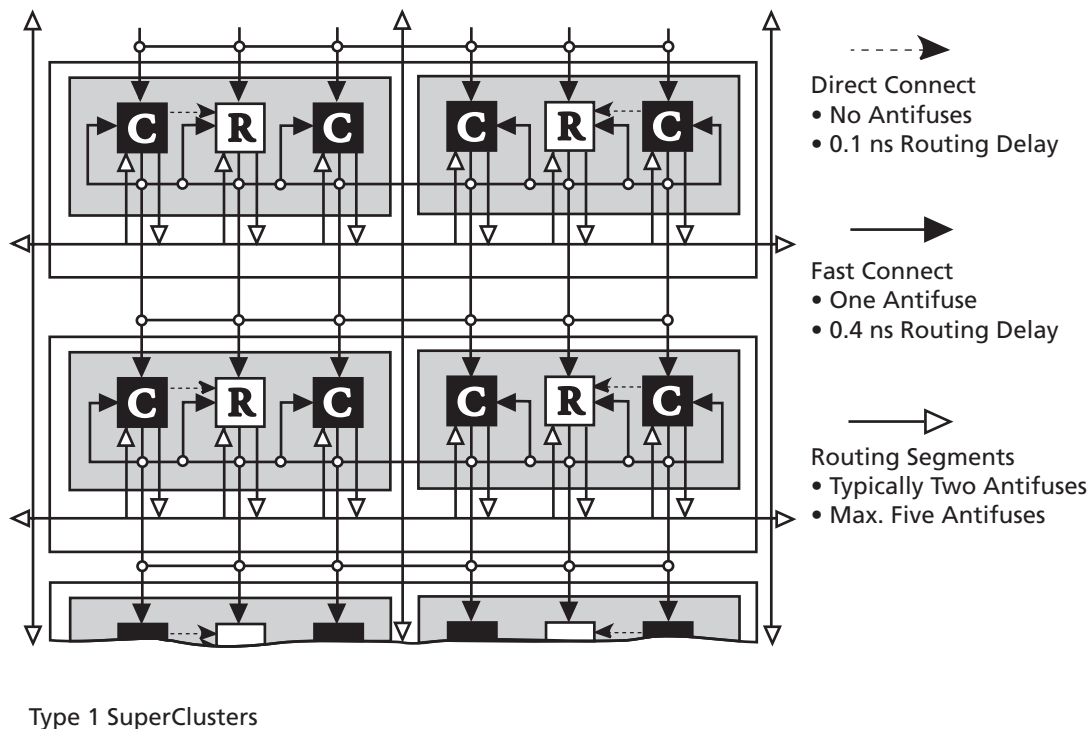 C R C C R C
Direct Connect
• No Antifuses
• 0.1 ns Routing Delay
Fast Connect
• One Antifuse
• 0.4 ns Routing Delay
C R C C R C
Routing Segments
• Typically Two Antifuses
• Max. Five Antifuses
Type 1 SuperClusters